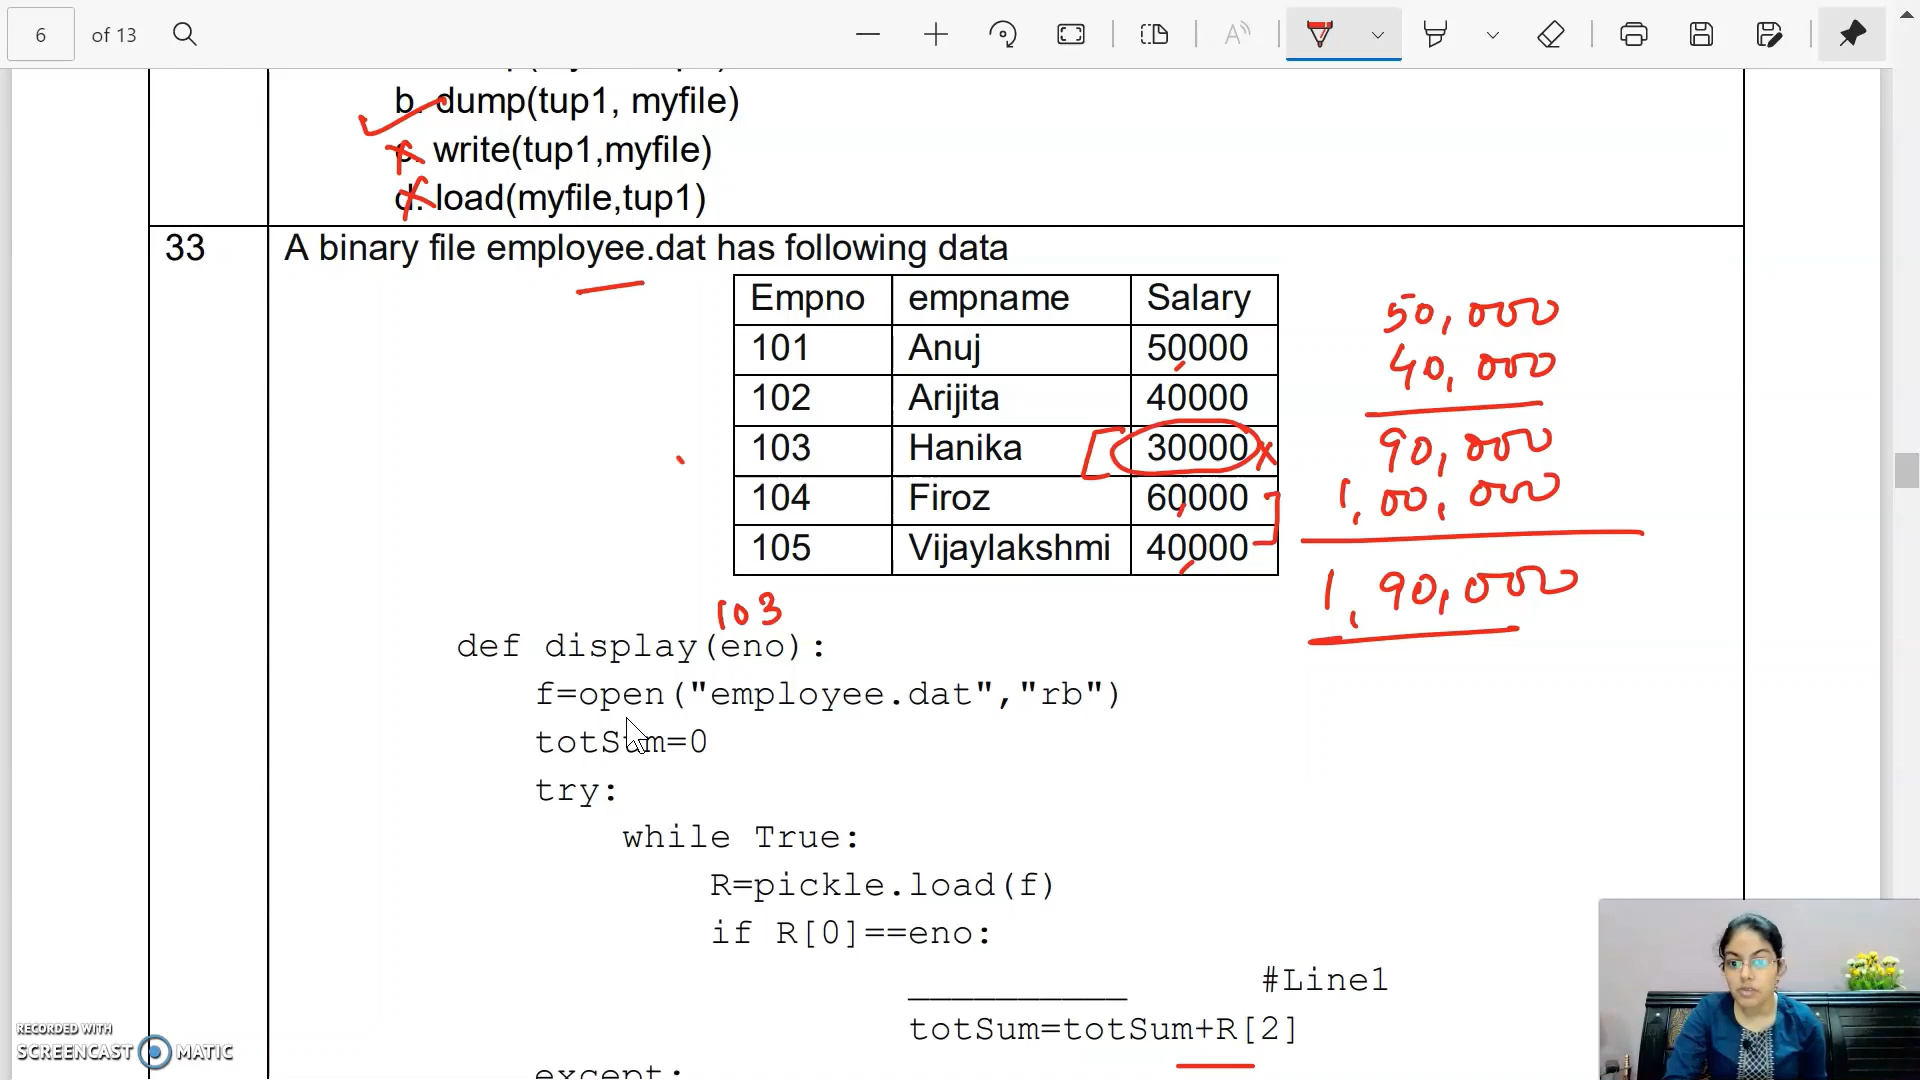 6 of 13
b. dump(tup1, myfile)
c. write(tup1,myfile)
d. load(myfile,tup1)
33 A binary file employee.dat has following data
Empno empname Salary
101 Anuj 50000
102 Arijita 40000
103 Hanika 30000
104 Firoz 60000
105 Vijaylakshmi 40000
50,000
40,000
90,000
1,00,000
1,90,000
103
def display(eno):
f=open("employee.dat","rb")
totSum=0
try:
while True:
R=pickle.load(f)
if R[0]==eno:
__________ #Line1
totSum=totSum+R[2]
except:
RECORDED WITH
SCREENCAST MATIC